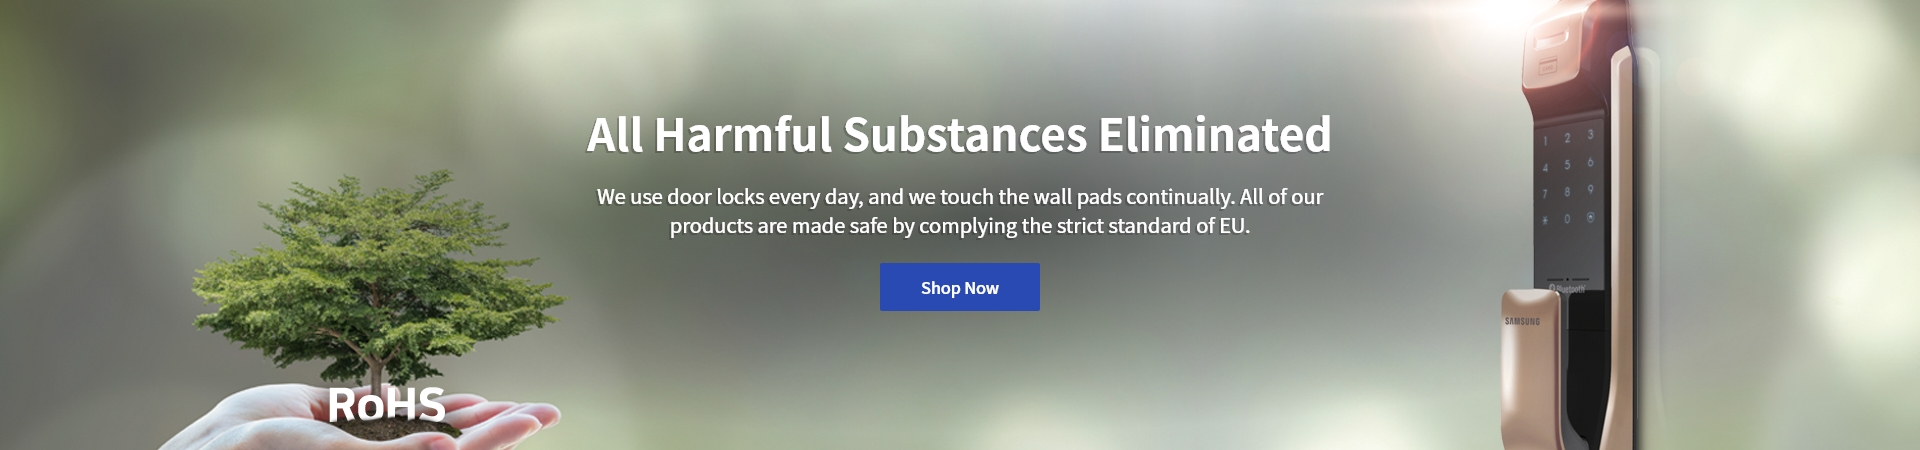 All Harmful Substances Eliminated
We use door locks every day, and we touch the wall pads continually. All of our
products are made safe by complying the strict standard of EU.
Shop Now
RoHS
1 2 3
4 5 6
7 8 9
* 0
Bluetooth
SAMSUNG